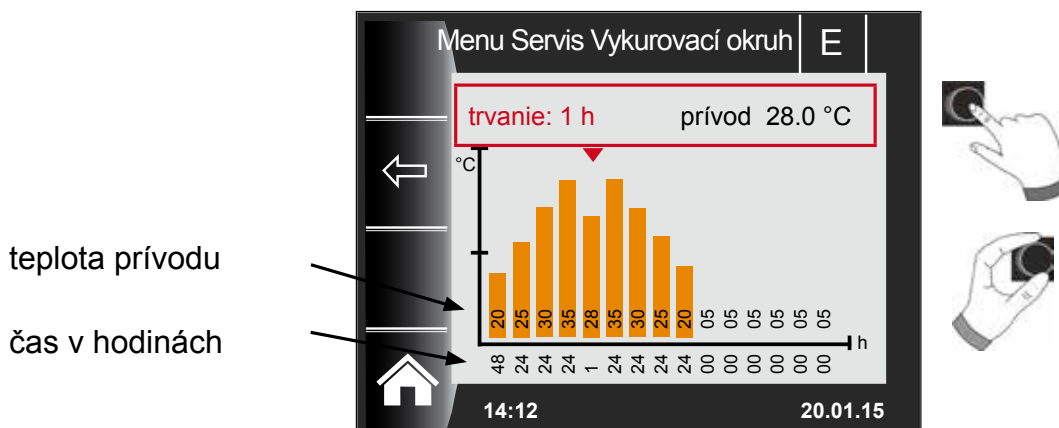 Menu Servis Vykurovací okruh E
trvanie: 1 h prívod 28.0 °C
°C
teplota prívodu
20 25 30 35 28 35 30 25 20 05 05 05 05 05 05
h
čas v hodinách
48 24 24 24 1 24 24 24 24 00 00 00 00 00 00
14:12 20.01.15